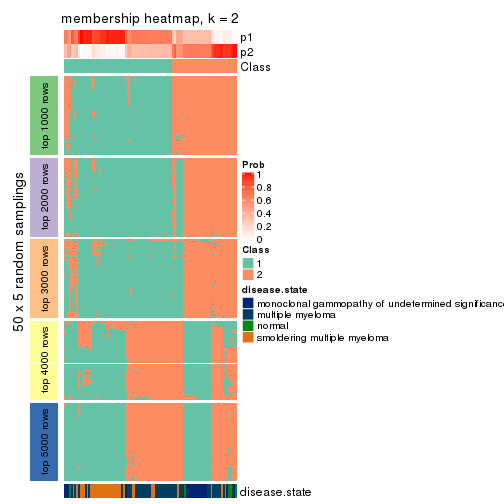 membership heatmap, k = 2
p1
p2
Class
50 x 5 random samplings
top 1000 rows
top 2000 rows
top 3000 rows
top 4000 rows
top 5000 rows
Prob
1
0.8
0.6
0.4
0.2
0
Class
1
2
disease.state
monoclonal gammopathy of undetermined significance
multiple myeloma
normal
smoldering multiple myeloma
disease.state